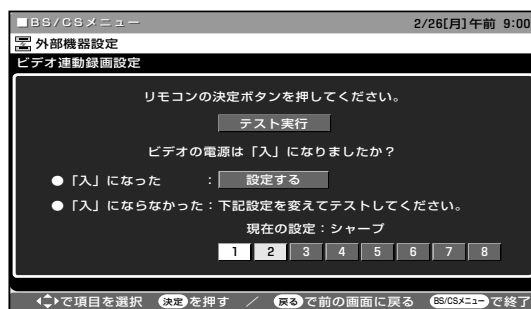 ■BS/CSメニュー 2/26[月]午前 9:00
外部機器設定
ビデオ連動録画設定
リモコンの決定ボタンを押してください。
テスト実行
ビデオの電源は「入」になりましたか？
●「入」になった ：設定する
●「入」にならなかった：下記設定を変えてテストしてください。
現在の設定：シャープ
1 2 3 4 5 6 7 8
で項目を選択 決定を押す ／ 戻るで前の画面に戻る BS/CSメニューで終了